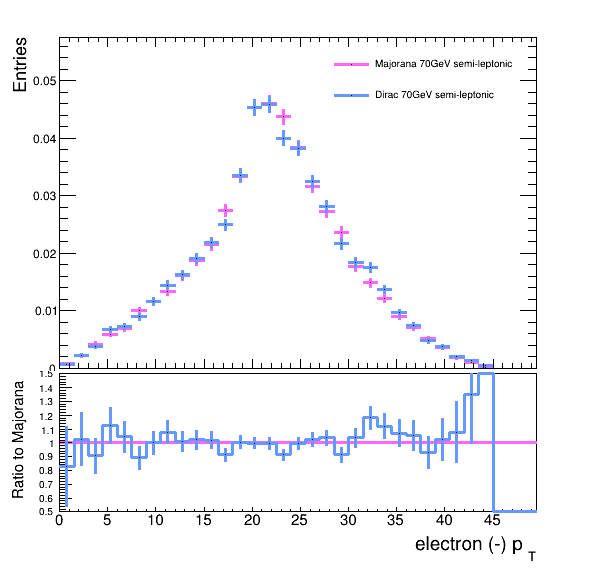 Entries
Majorana 70GeV semi-leptonic
Dirac 70GeV semi-leptonic
0.05
0.04
0.03
0.02
0.01
0
Ratio to Majorana
1.5
1.4
1.3
1.2
1.1
1
0.9
0.8
0.7
0.6
0.5
0 5 10 15 20 25 30 35 40 45
electron (-) p T